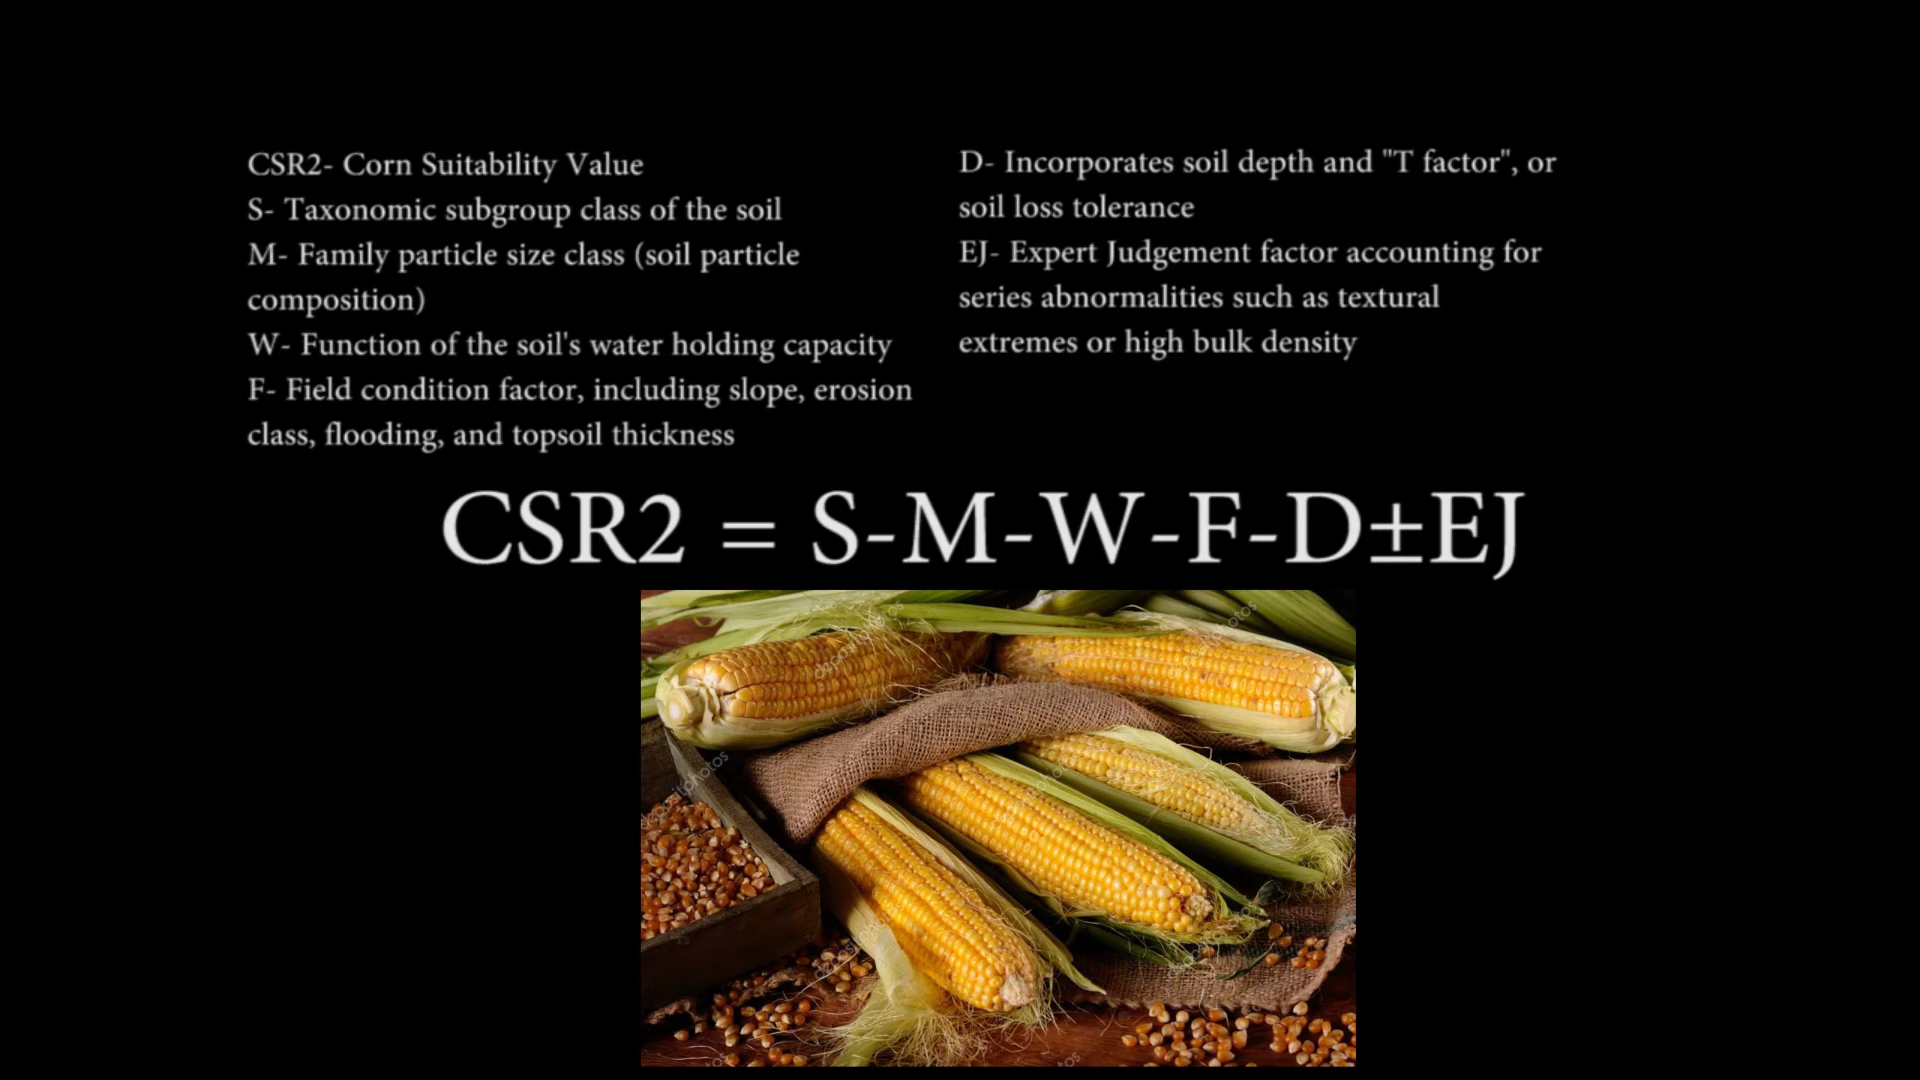 CSR2- Corn Suitability Value
S- Taxonomic subgroup class of the soil
M- Family particle size class (soil particle
composition)
W- Function of the soil's water holding capacity
F- Field condition factor, including slope, erosion
class, flooding, and topsoil thickness
D- Incorporates soil depth and "T factor", or
soil loss tolerance
EJ- Expert Judgement factor accounting for
series abnormalities such as textural
extremes or high bulk density
CSR2 = S-M-W-F-D±EJ